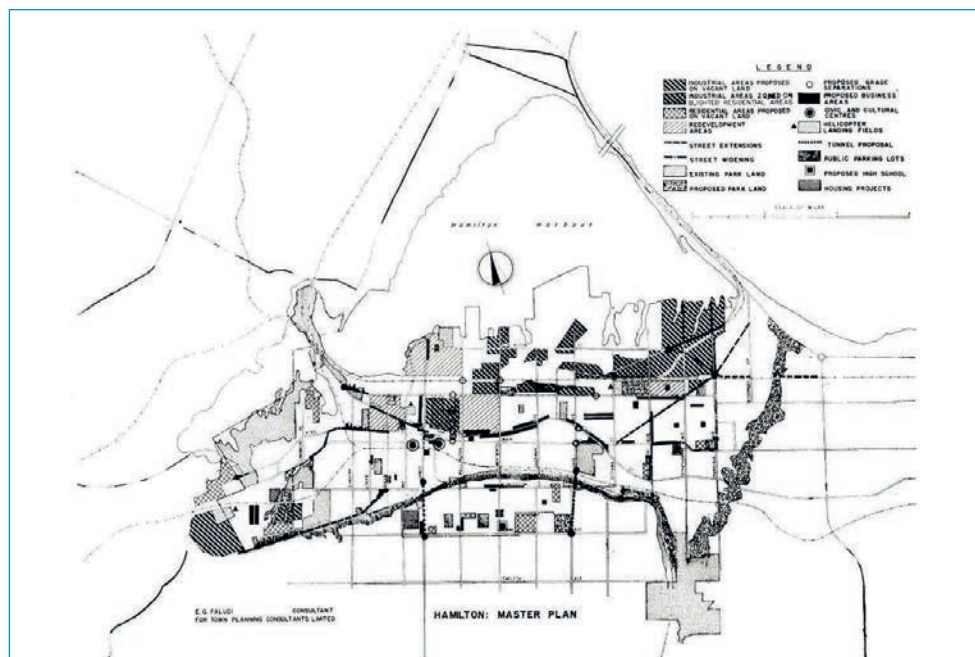 LEGEND
INDUSTRIAL AREAS PROPOSED
ON VACANT LAND
INDUSTRIAL AREAS ZONED ON
BLIGHTED RESIDENTIAL AREAS
RESIDENTIAL AREAS PROPOSED
ON VACANT LAND
REDEVELOPMENT
AREAS
STREET EXTENSIONS
STREET WIDENING
EXISTING PARK LAND
PROPOSED PARK LAND
PROPOSED GRADE
SEPARATIONS
PROPOSED BUSINESS
AREAS
CIVIC AND CULTURAL
CENTRES
HELICOPTER
LANDING FIELDS
TUNNEL PROPOSAL
PUBLIC PARKING LOTS
PROPOSED HIGH SCHOOL
HOUSING PROJECTS
SCALE OF MILES
Hamilton Harbour
E.G. FALUDI CONSULTANT
FOR TOWN PLANNING CONSULTANTS LIMITED
HAMILTON: MASTER PLAN